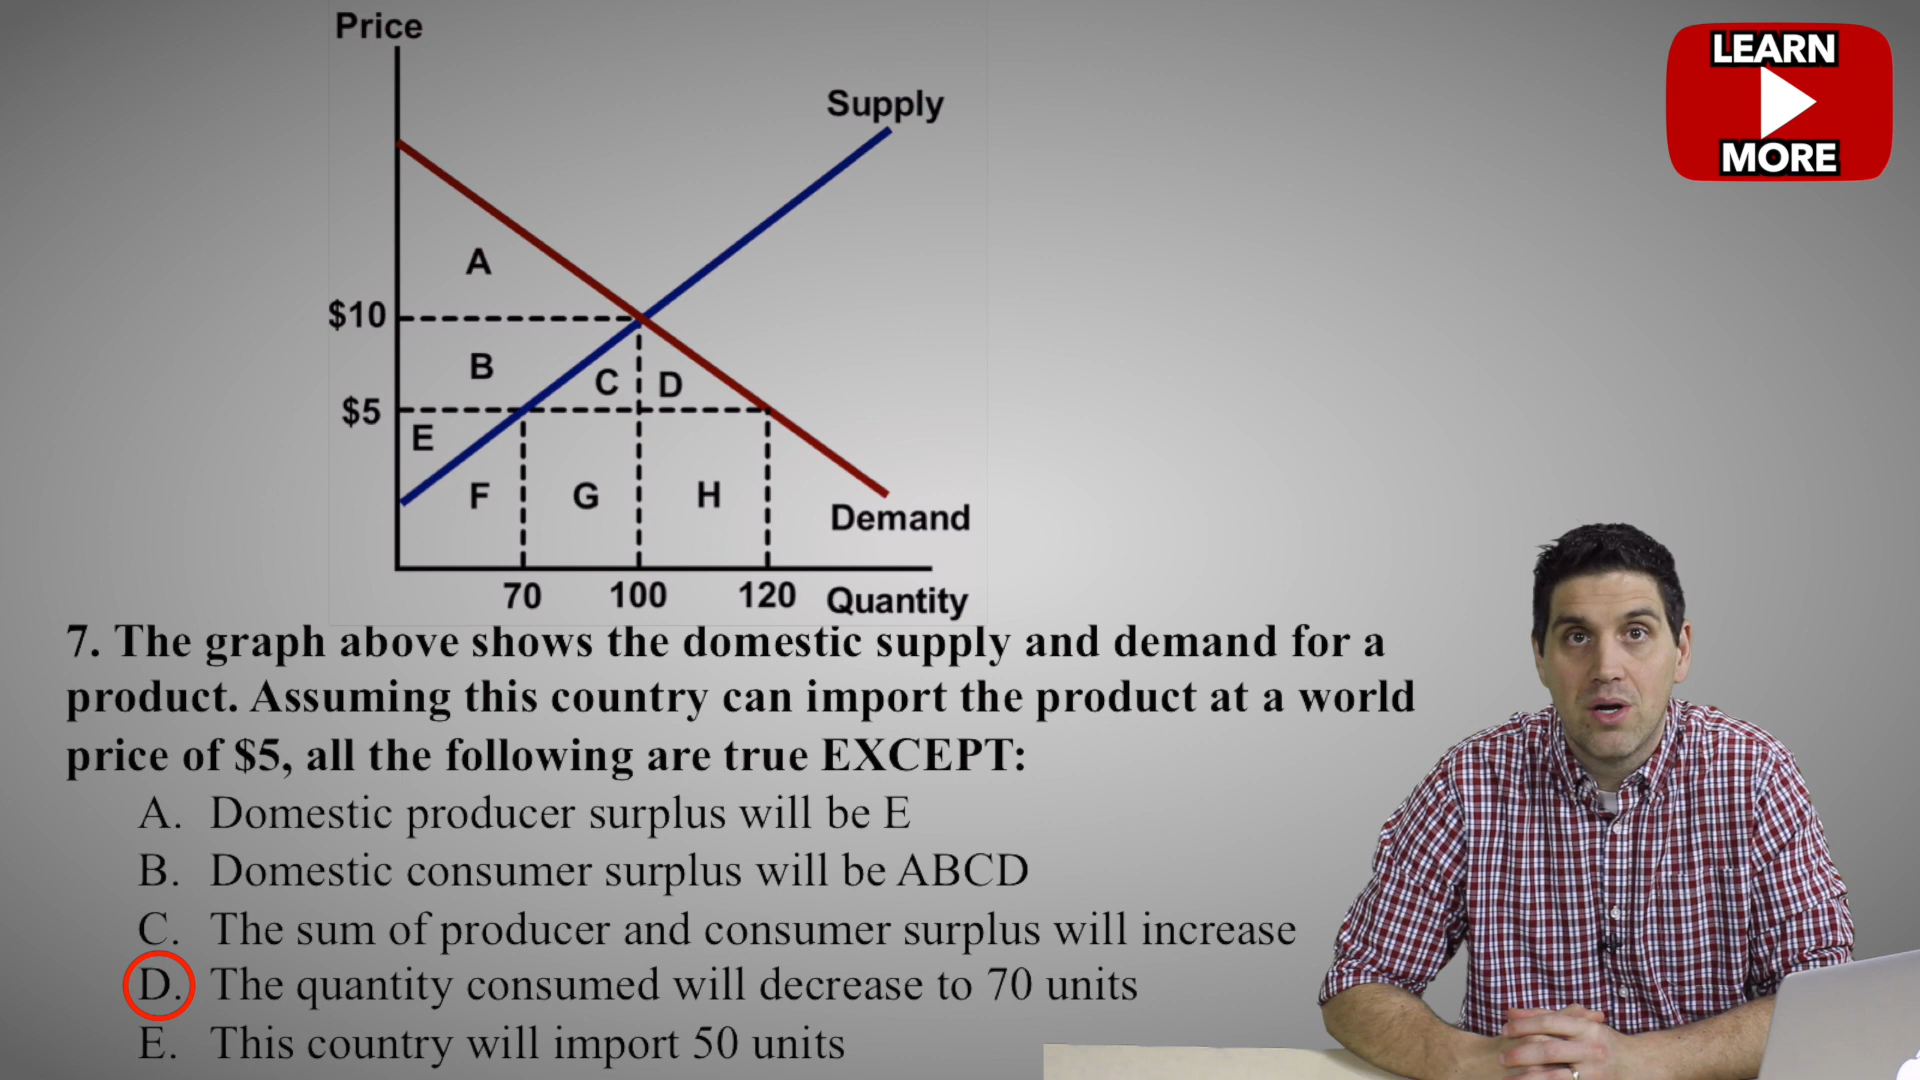 Price
LEARN
MORE
Supply
A
$10
B
C
D
$5
E
F
G
H
Demand
70
100
120
Quantity
7. The graph above shows the domestic supply and demand for a
product. Assuming this country can import the product at a world
price of $5, all the following are true EXCEPT:
A. Domestic producer surplus will be E
B. Domestic consumer surplus will be ABCD
C. The sum of producer and consumer surplus will increase
D. The quantity consumed will decrease to 70 units
E. This country will import 50 units